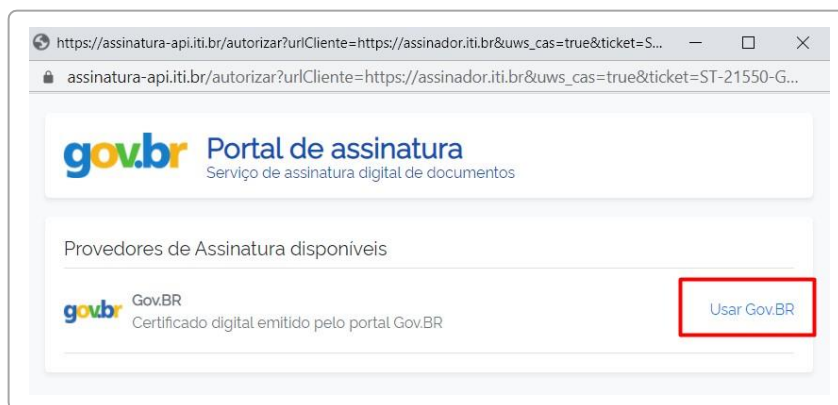 https://assinatura-api.iti.br/autorizar?urlCliente=https://assinador.iti.br&uws_cas=true&ticket=S...
assinatura-api.iti.br/autorizar?urlCliente=https://assinador.iti.br&uws_cas=true&ticket=ST-21550-G...
gov.br Portal de assinatura
Serviço de assinatura digital de documentos
Provedores de Assinatura disponíveis
gov.br Gov.BR
Certificado digital emitido pelo portal Gov.BR
Usar Gov.BR